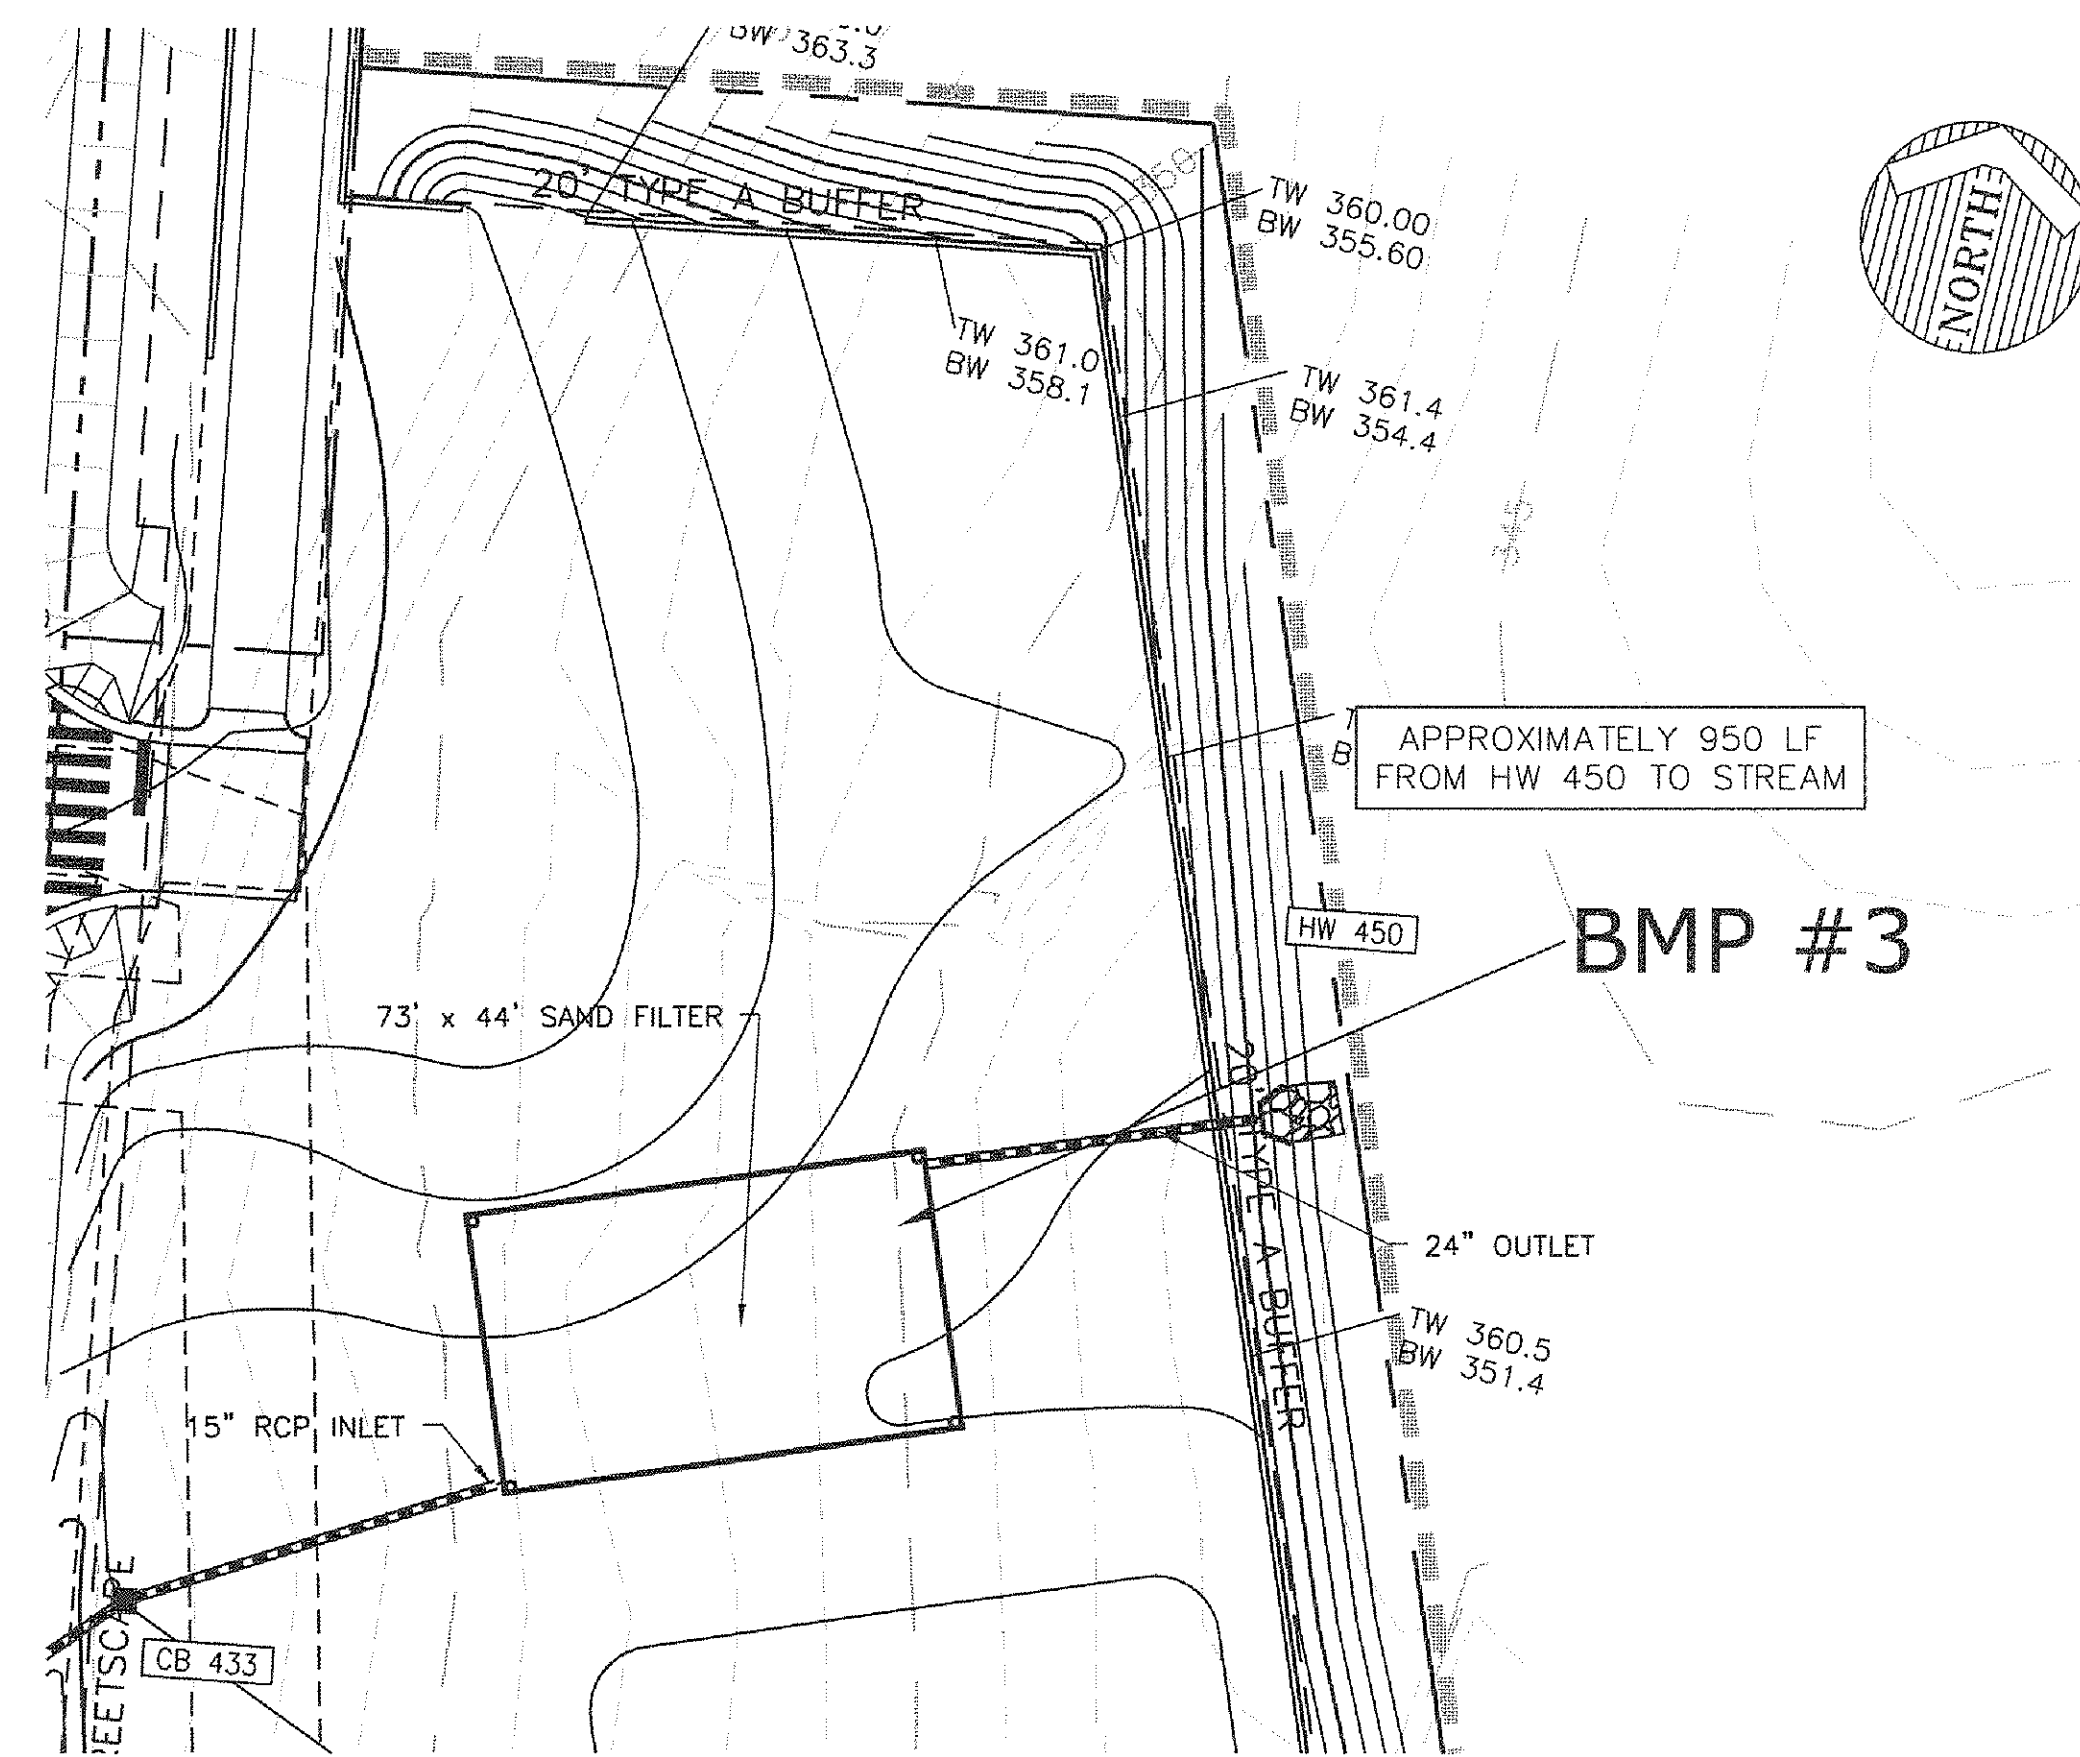 BW 363.3
20' TYPE A BUFFER
358
TW 360.00
BW 355.60
NORTH
TW 361.0
BW 358.1
TW 361.4
BW 354.4
APPROXIMATELY 950 LF
FROM HW 450 TO STREAM
HW 450
BMP #3
73' x 44' SAND FILTER
20' TYPE A BUFFER
24" OUTLET
TW 360.5
BW 351.4
15" RCP INLET
CB 433
REETSCAPE